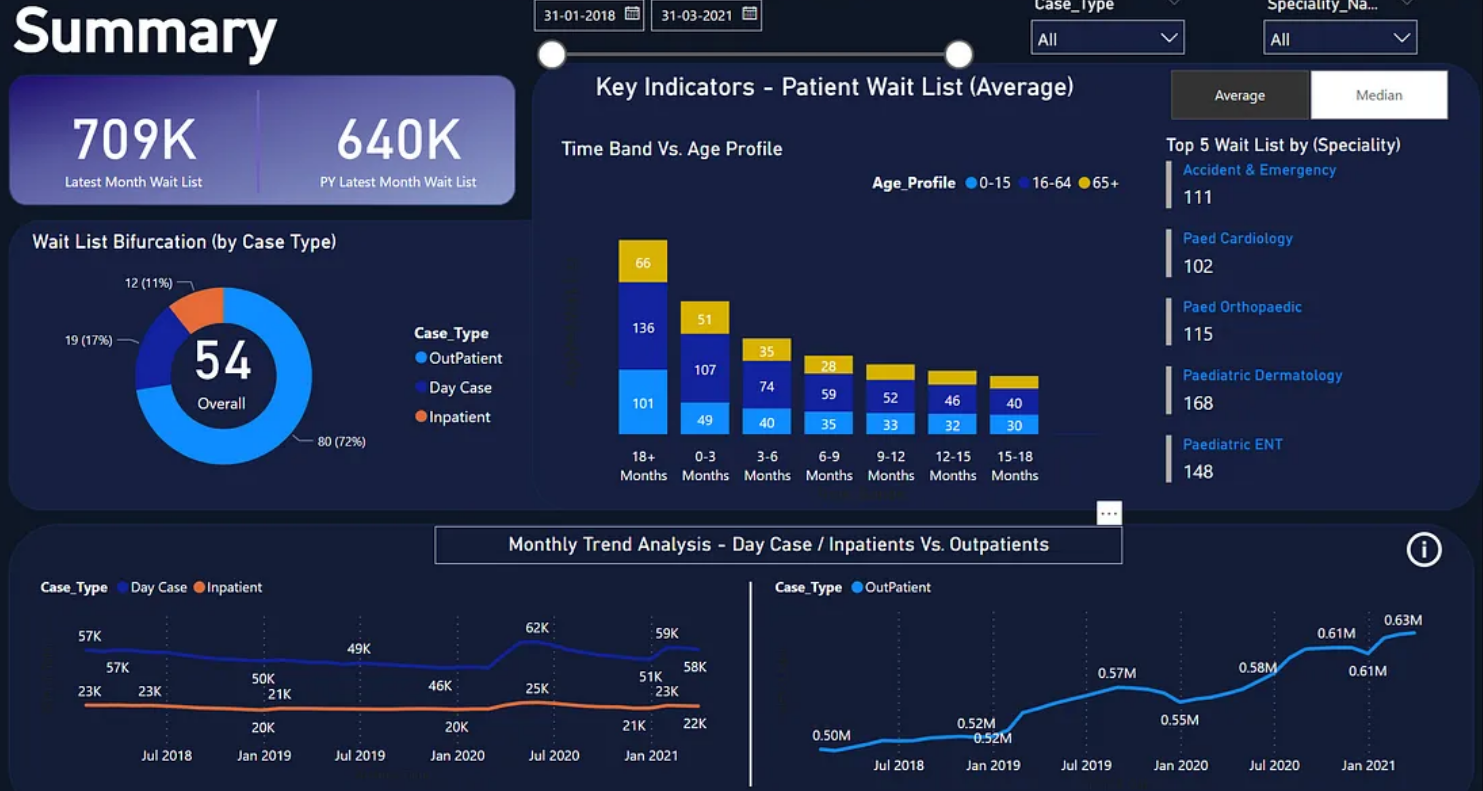 Summary
31-01-2018
31-03-2021
Case_Type
All
Speciality_Na...
All
709K
Latest Month Wait List
640K
PY Latest Month Wait List
Key Indicators - Patient Wait List (Average)
Average
Median
Wait List Bifurcation (by Case Type)
12 (11%)
19 (17%)
80 (72%)
54
Overall
Case_Type
OutPatient
Day Case
Inpatient
Time Band Vs. Age Profile
Age_Profile 0-15 16-64 65+
66
136
101
51
107
49
35
74
40
28
59
35
52
33
46
32
40
30
18+ Months
0-3 Months
3-6 Months
6-9 Months
9-12 Months
12-15 Months
15-18 Months
Top 5 Wait List by (Speciality)
Accident & Emergency
111
Paed Cardiology
102
Paed Orthopaedic
115
Paediatric Dermatology
168
Paediatric ENT
148
Monthly Trend Analysis - Day Case / Inpatients Vs. Outpatients
Case_Type Day Case Inpatient
57K
57K
50K
49K
46K
62K
51K
59K
58K
23K
23K
21K
20K
20K
25K
21K
23K
22K
Jul 2018
Jan 2019
Jul 2019
Jan 2020
Jul 2020
Jan 2021
Case_Type OutPatient
0.50M
0.52M
0.52M
0.57M
0.55M
0.58M
0.61M
0.61M
0.63M
Jul 2018
Jan 2019
Jul 2019
Jan 2020
Jul 2020
Jan 2021